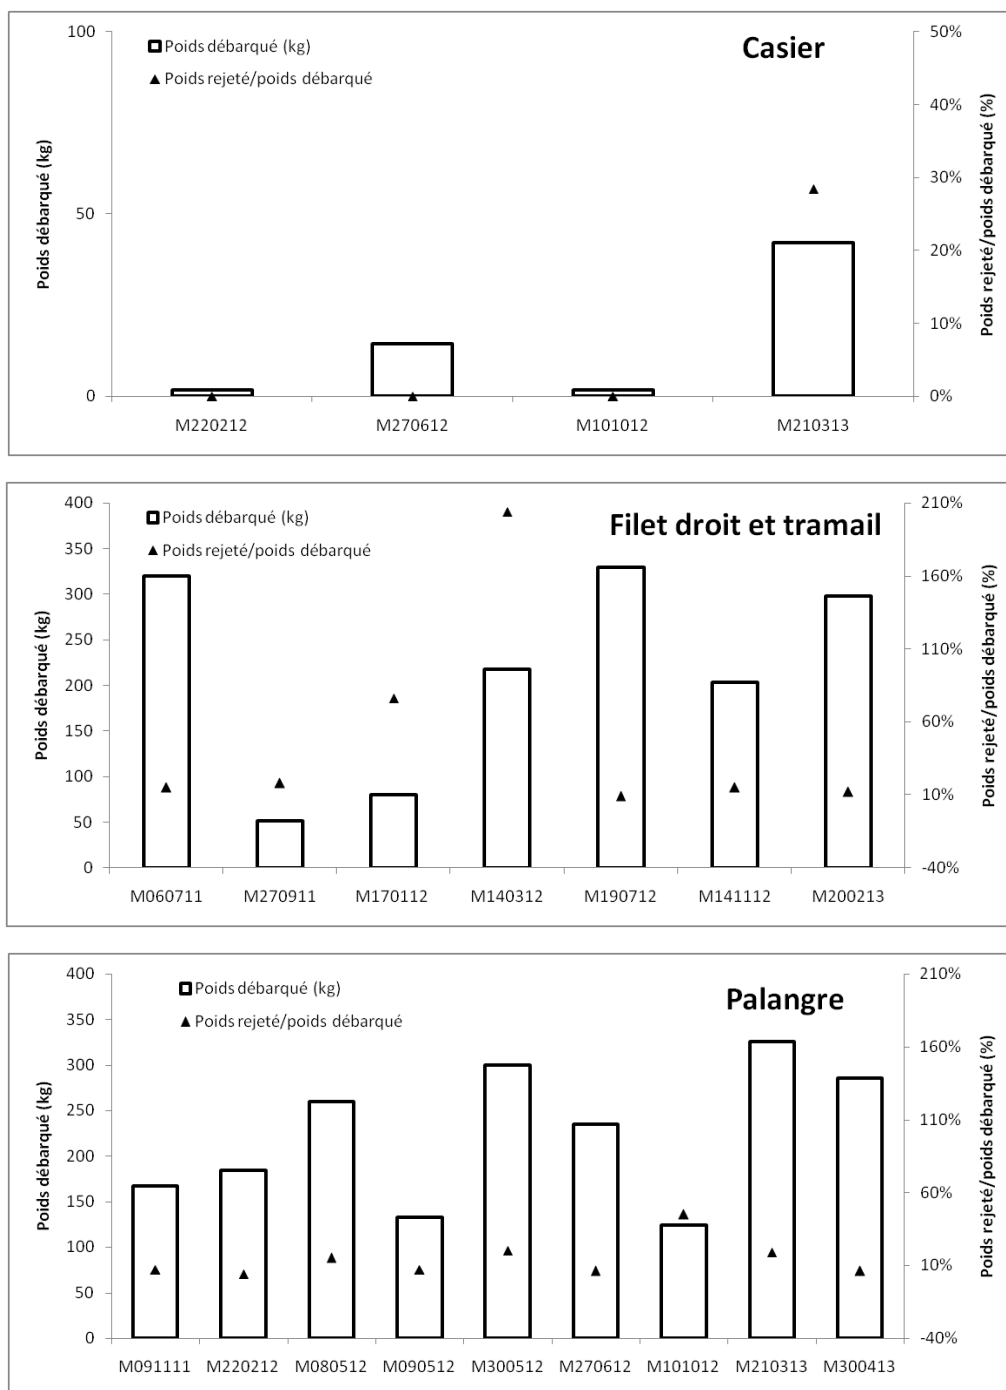 Casier
Poids débarqué (kg)
Poids rejeté/poids débarqué
100
50
0
50%
40%
30%
20%
10%
0%
Poids débarqué (kg)
Poids rejeté/poids débarqué (%)
M220212 M270612 M101012 M210313
Filet droit et tramail
Poids débarqué (kg)
Poids rejeté/poids débarqué
400
350
300
250
200
150
100
50
0
210%
160%
110%
60%
10%
-40%
Poids débarqué (kg)
Poids rejeté/poids débarqué (%)
M060711 M270911 M170112 M140312 M190712 M141112 M200213
Palangre
Poids débarqué (kg)
Poids rejeté/poids débarqué
400
350
300
250
200
150
100
50
0
210%
160%
110%
60%
10%
-40%
Poids débarqué (kg)
Poids rejeté/poids débarqué (%)
M091111 M220212 M080512 M090512 M300512 M270612 M101012 M210313 M300413